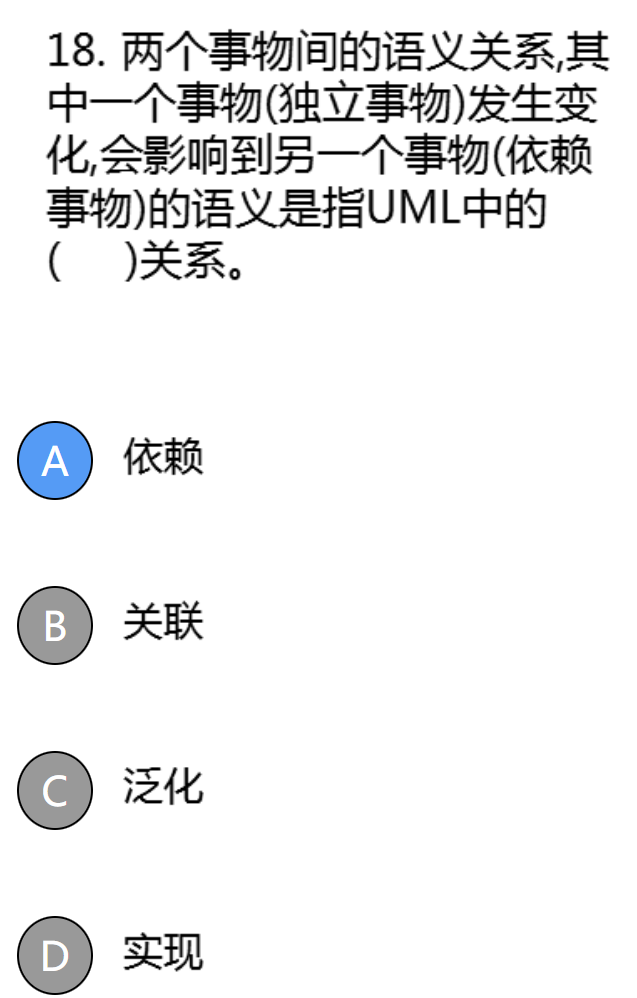 18. 两个事物间的语义关系,其
中一个事物(独立事物)发生变
化,会影响到另一个事物(依赖
事物)的语义是指UML中的
(     )关系。
A 依赖
B 关联
C 泛化
D 实现